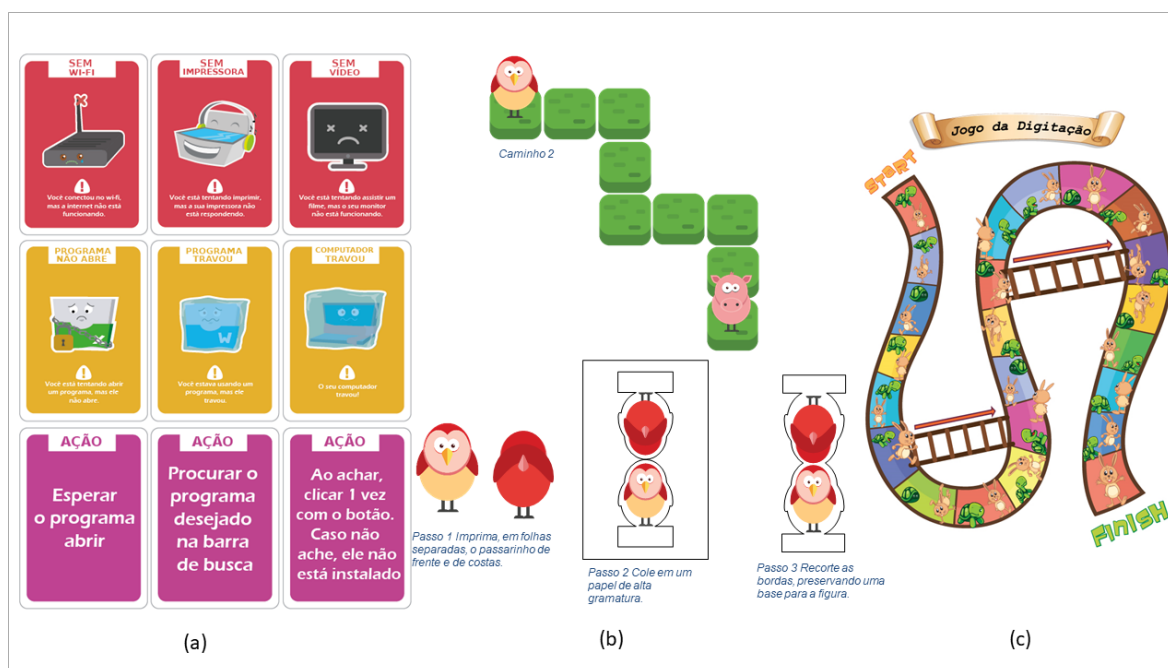 SEM
WI-FI
Você conectou no wi-fi,
mas a internet não está
funcionando.
SEM
IMPRESSORA
Você está tentando imprimir,
mas a sua impressora não
está respondendo.
SEM
VÍDEO
Você está tentando assistir um
filme, mas o seu monitor
não está funcionando.
PROGRAMA
NÃO ABRE
Você está tentando abrir
um programa, mas ele
não abre.
PROGRAMA
TRAVOU
W
Você estava usando um
programa, mas ele
travou.
COMPUTADOR
TRAVOU
O seu computador
travou!
AÇÃO
Esperar
o programa
abrir
AÇÃO
Procurar o
programa
desejado
na barra
de busca
AÇÃO
Ao achar,
clicar 1 vez
com o botão.
Caso não
ache, ele não
está instalado
(a)
Caminho 2
Passo 1 Imprima, em folhas
separadas, o passarinho de
frente e de costas.
Passo 2 Cole em um
papel de alta
gramatura.
Passo 3 Recorte as
bordas, preservando uma
base para a figura.
(b)
Jogo da Digitação
START
FINISH
(c)